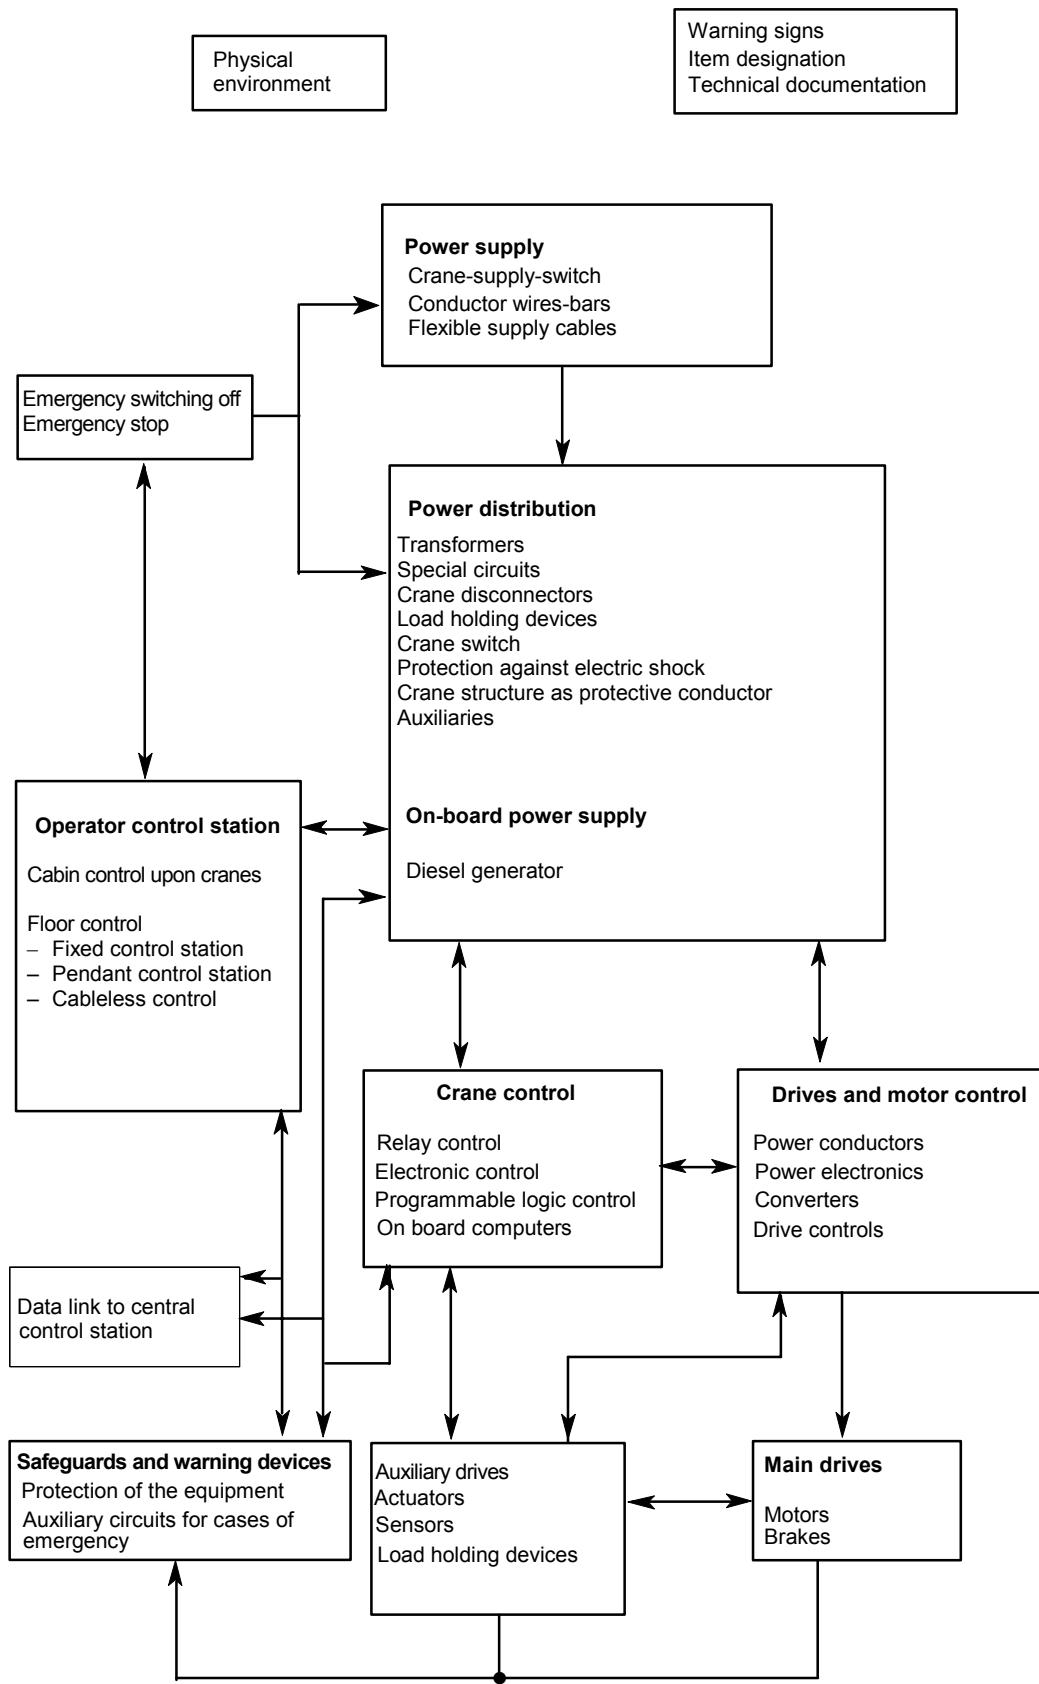 Physical
environment
Warning signs
Item designation
Technical documentation
Power supply
Crane-supply-switch
Conductor wires-bars
Flexible supply cables
Emergency switching off
Emergency stop
Power distribution
Transformers
Special circuits
Crane disconnectors
Load holding devices
Crane switch
Protection against electric shock
Crane structure as protective conductor
Auxiliaries
On-board power supply
Diesel generator
Operator control station
Cabin control upon cranes
Floor control
– Fixed control station
– Pendant control station
– Cableless control
Crane control
Relay control
Electronic control
Programmable logic control
On board computers
Drives and motor control
Power conductors
Power electronics
Converters
Drive controls
Data link to central
control station
Safeguards and warning devices
Protection of the equipment
Auxiliary circuits for cases of
emergency
Auxiliary drives
Actuators
Sensors
Load holding devices
Main drives
Motors
Brakes